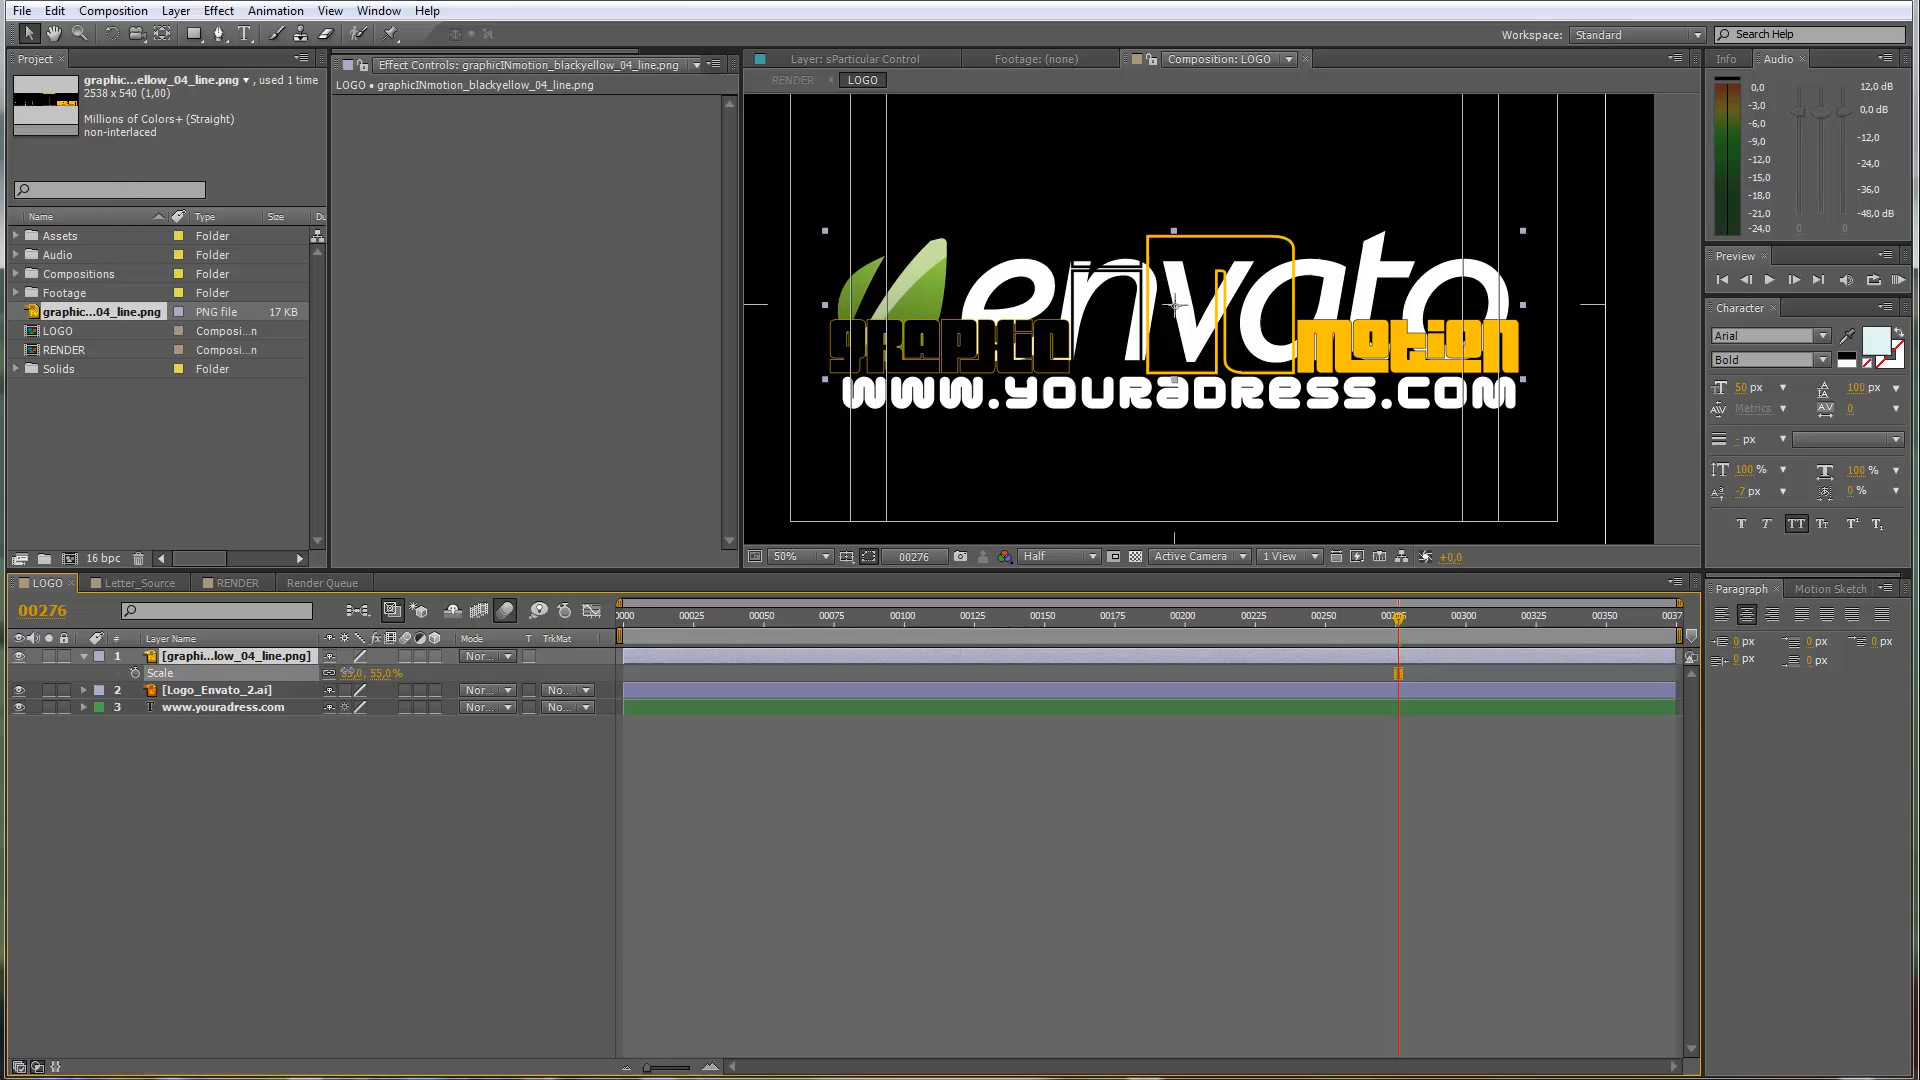 File Edit Composition Layer Effect Animation View Window Help
Workspace: Standard Search Help
Project
graphic...ellow_04_line.png , used 1 time
2538 x 540 (1,00)
Millions of Colors+ (Straight)
non-interlaced
Name Type Size Du
Assets Folder
Audio Folder
Compositions Folder
Footage Folder
graphic...04_line.png PNG file 17 KB
LOGO Composi...n
RENDER Composi...n
Solids Folder
16 bpc
Effect Controls: graphicINmotion_blackyellow_04_line.png
LOGO • graphicINmotion_blackyellow_04_line.png
Layer: sParticular Control Footage: (none) Composition: LOGO
RENDER LOGO
envato
graphic in motion
www.youradress.com
50% 00276 Half Active Camera 1 View +0,0
Info Audio
0,0 12,0 dB
-3,0 0,0 dB
-6,0
-9,0 -12,0
-12,0
-15,0 -24,0
-18,0 -36,0
-21,0 -48,0 dB
-24,0 0 0
Preview
Character
Arial
Bold
50 px 100 px
Metrics 0
- px
100 % 100 %
-7 px 0 %
T T TT Tt T¹ T₁
Paragraph Motion Sketch
0 px 0 px 0 px
0 px 0 px
LOGO Letter_Source RENDER Render Queue
00276
0000 00025 00050 00075 00100 00125 00150 00175 00200 00225 00250 00300 00350
# Layer Name Mode T TrkMat
1 [graphi...low_04_line.png] Nor...
Scale 55,0%
2 [Logo_Envato_2.ai] Nor... No...
3 www.youradress.com Nor... No...